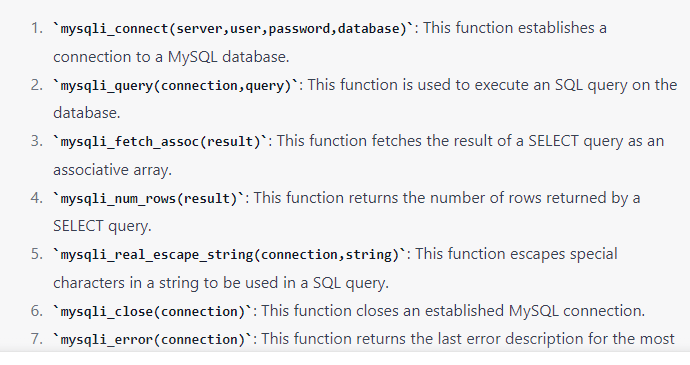 1. `mysqli_connect(server,user,password,database)`: This function establishes a
connection to a MySQL database.
2. `mysqli_query(connection,query)`: This function is used to execute an SQL query on the
database.
3. `mysqli_fetch_assoc(result)`: This function fetches the result of a SELECT query as an
associative array.
4. `mysqli_num_rows(result)`: This function returns the number of rows returned by a
SELECT query.
5. `mysqli_real_escape_string(connection,string)`: This function escapes special
characters in a string to be used in a SQL query.
6. `mysqli_close(connection)`: This function closes an established MySQL connection.
7. `mysqli_error(connection)`: This function returns the last error description for the most